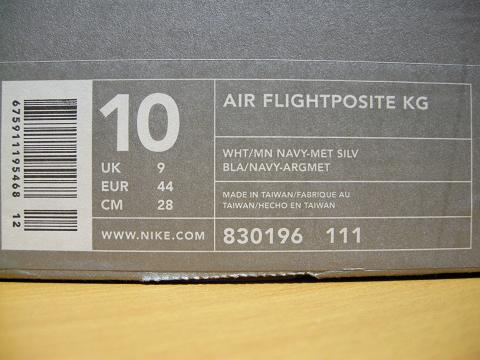 675911195468 12
10
UK 9
EUR 44
CM 28
WWW.NIKE.COM
AIR FLIGHTPOSITE KG
WHT/MN NAVY-MET SILV
BLA/NAVY-ARGMET
MADE IN TAIWAN/FABRIQUE AU
TAIWAN/HECHO EN TAIWAN
830196 111